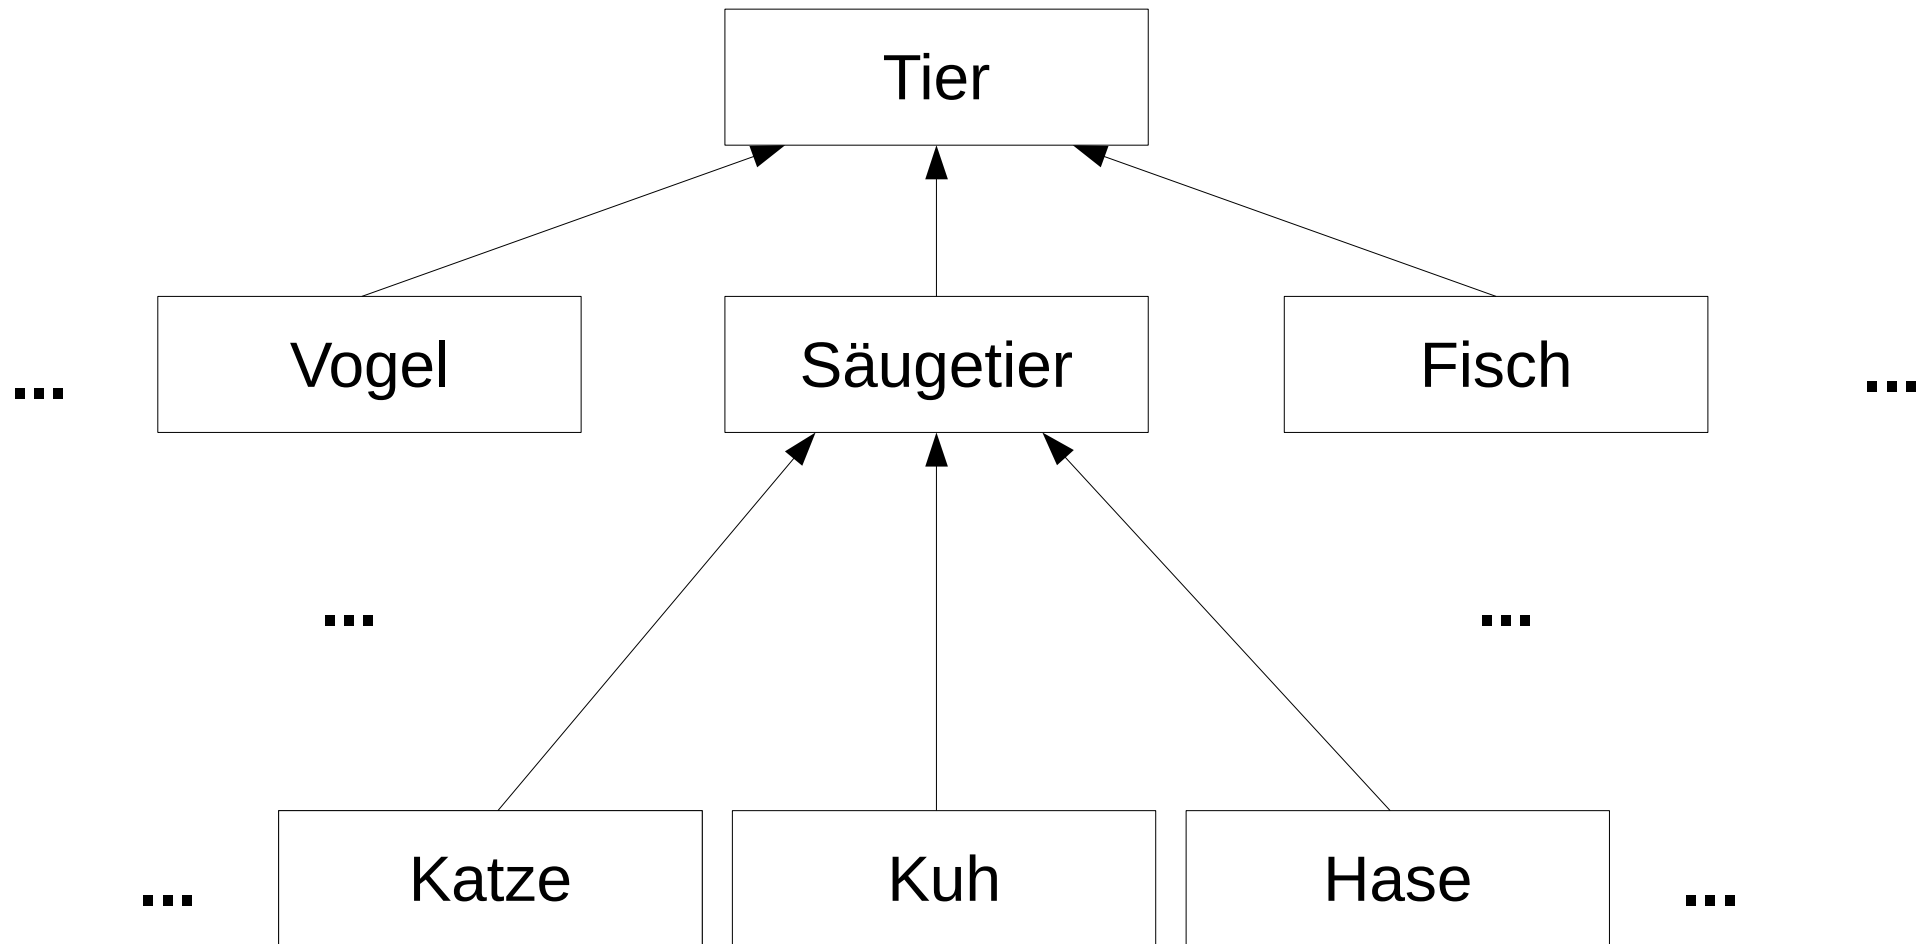 Tier
Vogel
Säugetier
Fisch
...
...
...
...
Katze
Kuh
Hase
...
...